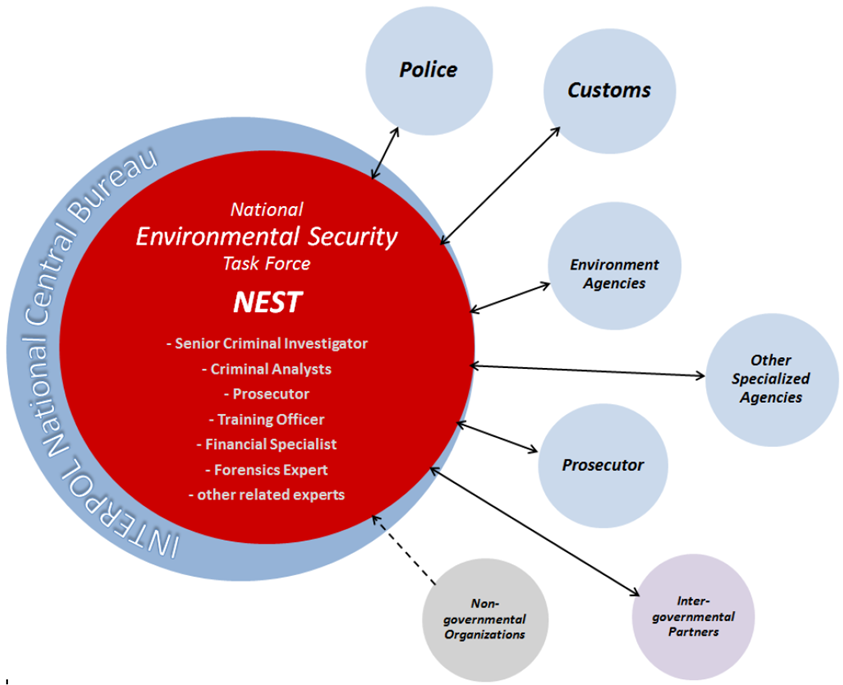 INTERPOL National Central Bureau
National
Environmental Security
Task Force
NEST
- Senior Criminal Investigator
- Criminal Analysts
- Prosecutor
- Training Officer
- Financial Specialist
- Forensics Expert
- other related experts
Police
Customs
Environment
Agencies
Other
Specialized
Agencies
Prosecutor
Inter-
governmental
Partners
Non-
governmental
Organizations